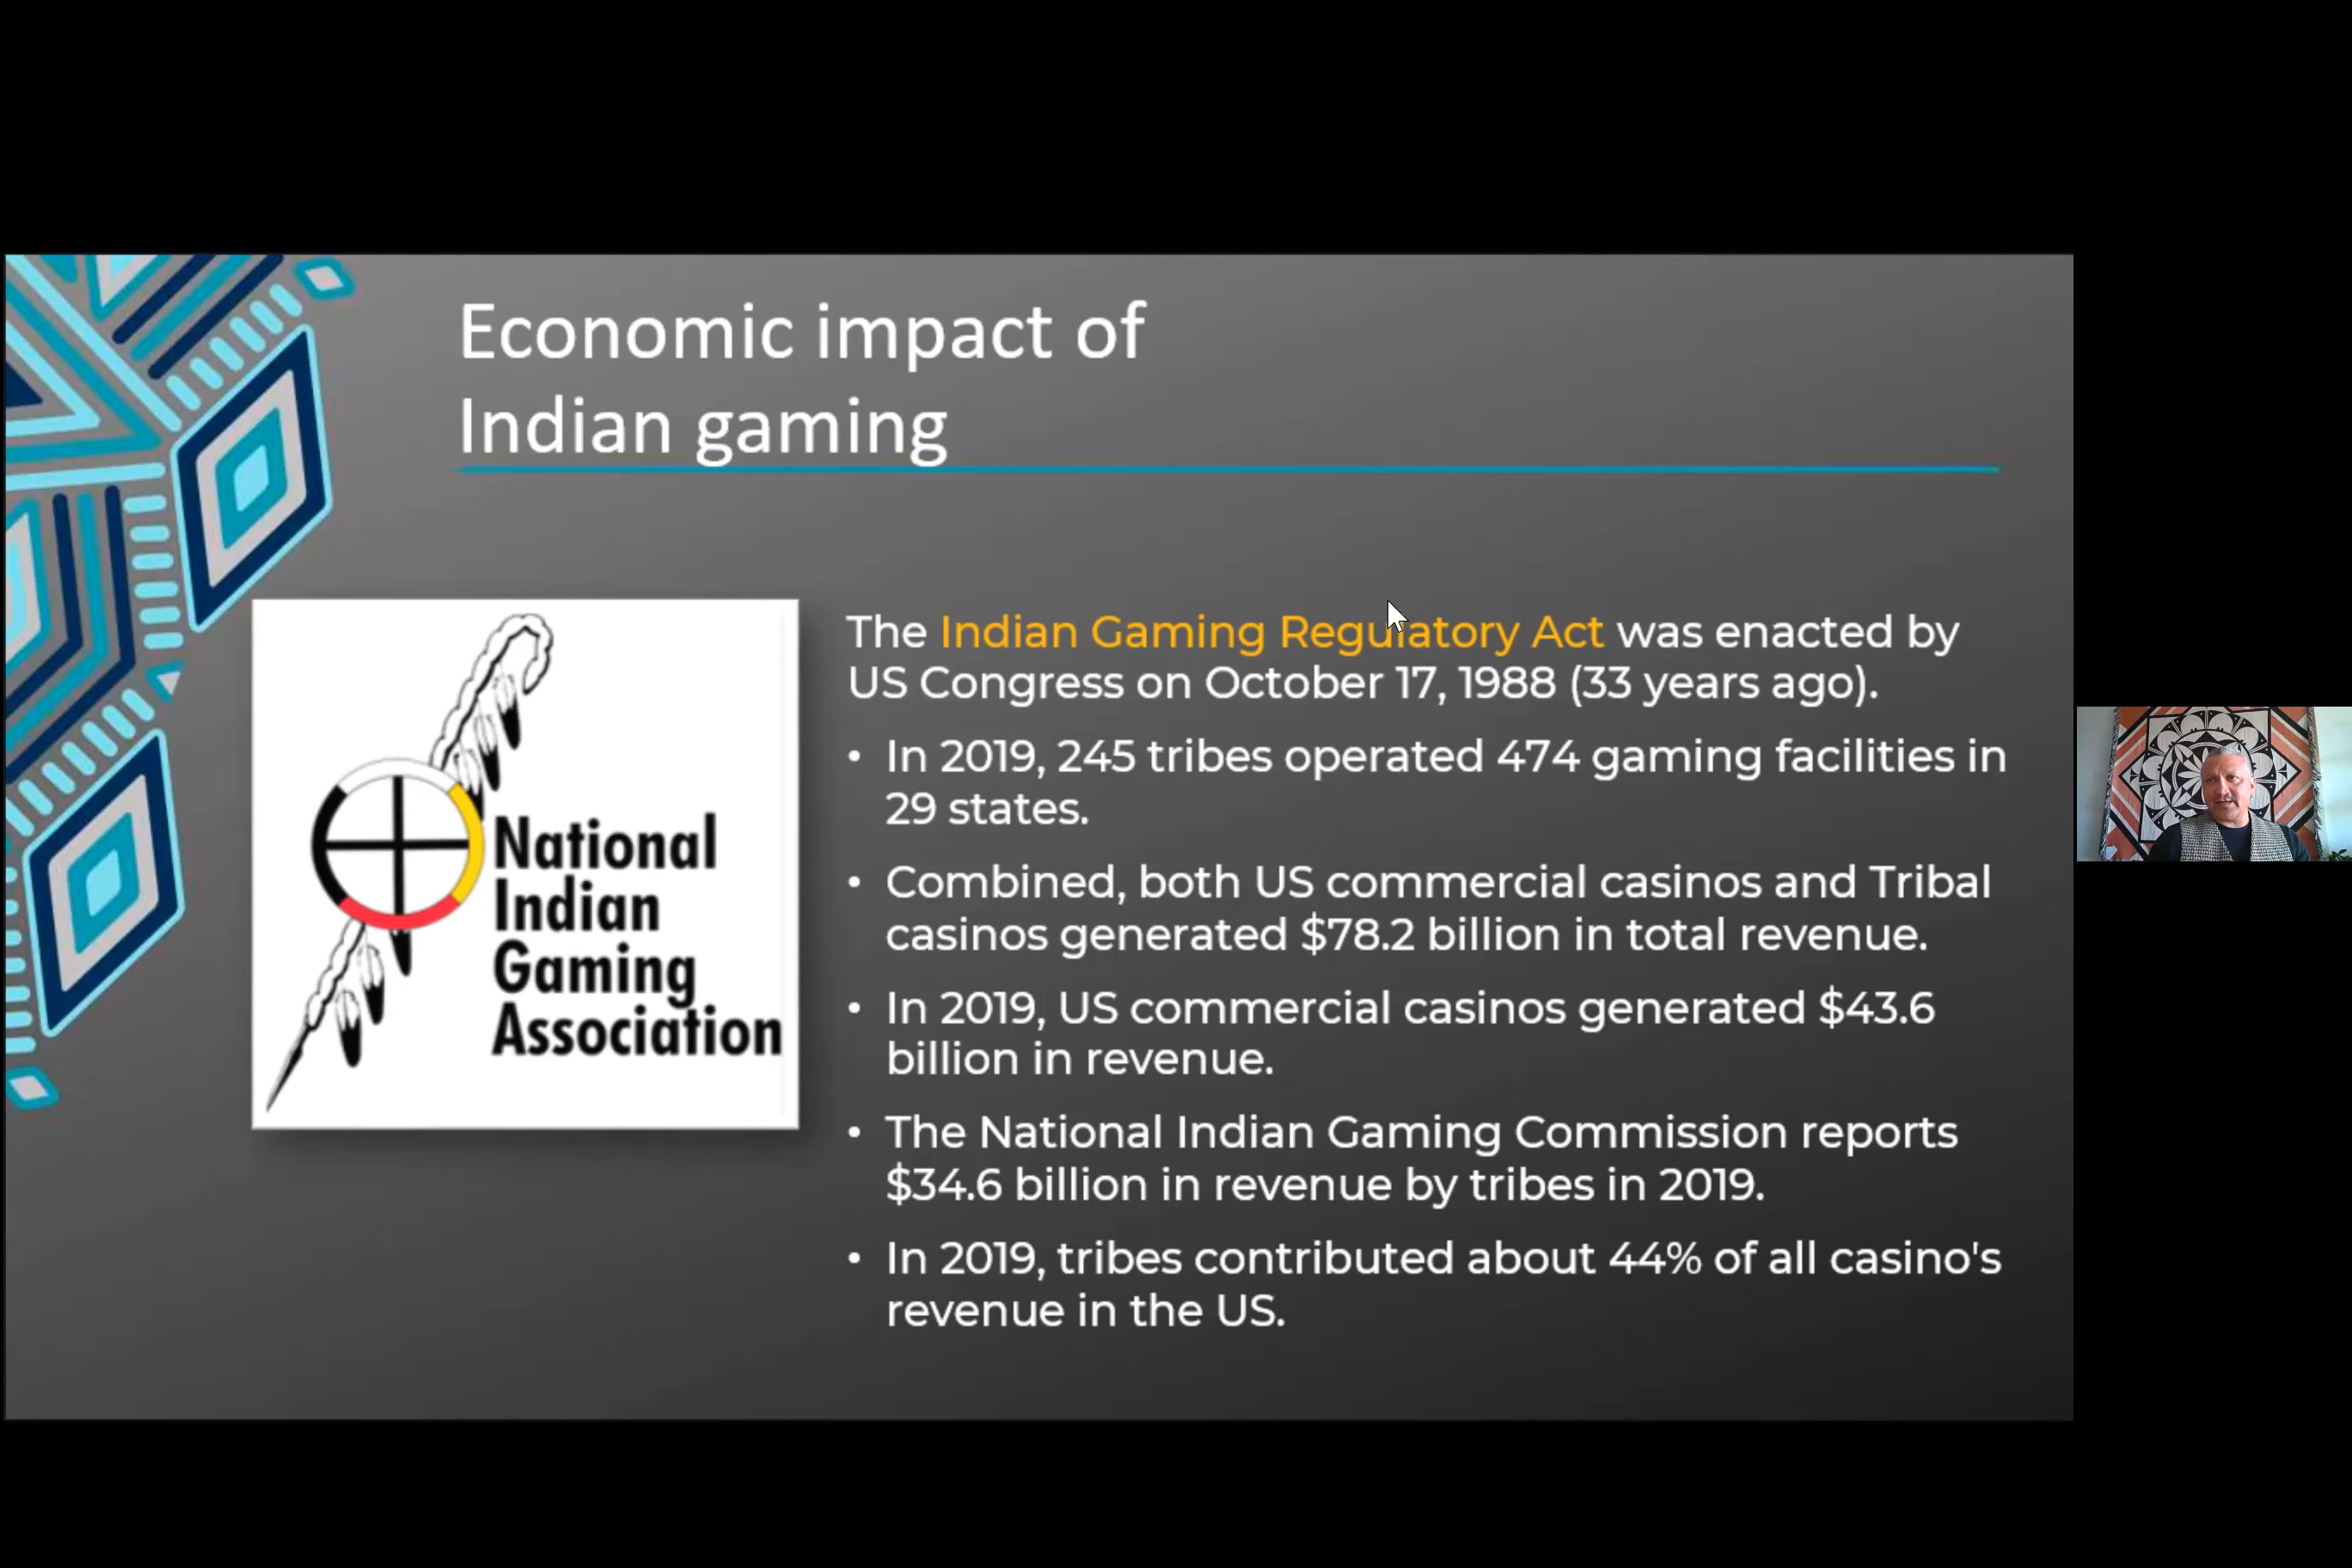 Economic impact of
Indian gaming
National
Indian
Gaming
Association
The Indian Gaming Regulatory Act was enacted by
US Congress on October 17, 1988 (33 years ago).
• In 2019, 245 tribes operated 474 gaming facilities in
29 states.
• Combined, both US commercial casinos and Tribal
casinos generated $78.2 billion in total revenue.
• In 2019, US commercial casinos generated $43.6
billion in revenue.
• The National Indian Gaming Commission reports
$34.6 billion in revenue by tribes in 2019.
• In 2019, tribes contributed about 44% of all casino's
revenue in the US.